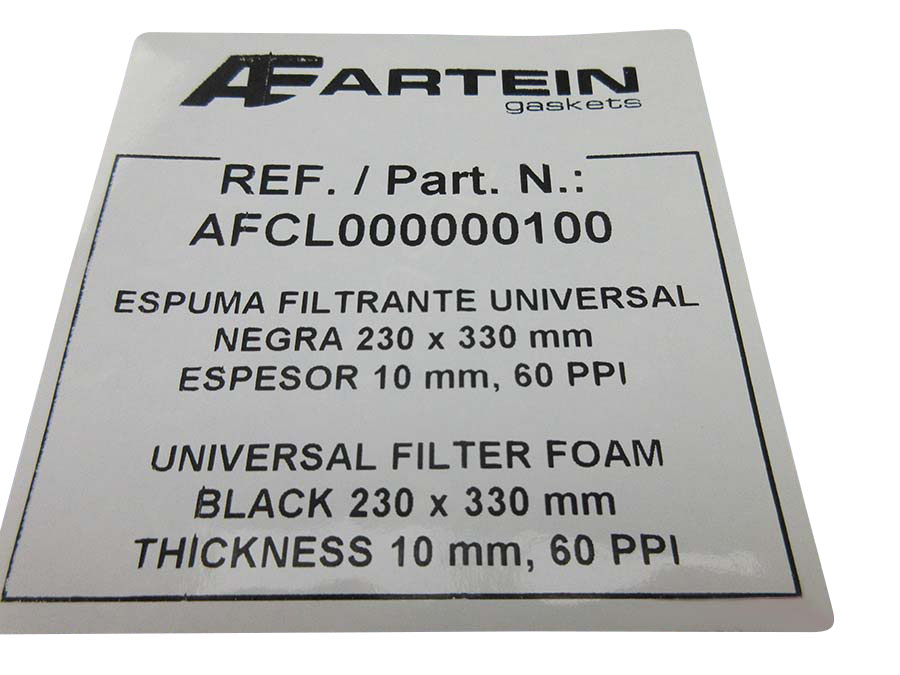 AE ARTEIN
gaskets
REF. / Part. N.:
AFCL000000100
ESPUMA FILTRANTE UNIVERSAL
NEGRA 230 x 330 mm
ESPESOR 10 mm, 60 PPI
UNIVERSAL FILTER FOAM
BLACK 230 x 330 mm
THICKNESS 10 mm, 60 PPI